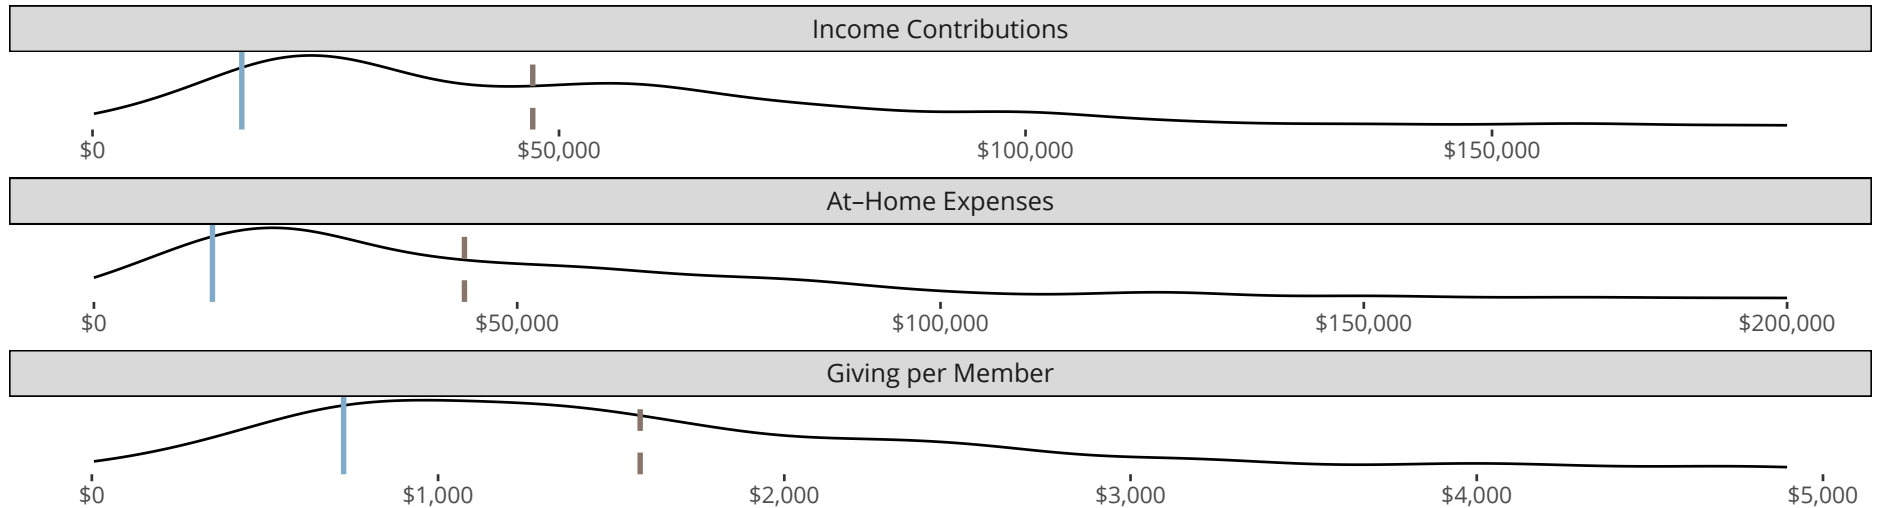 Income Contributions
$0 $50,000 $100,000 $150,000
At–Home Expenses
$0 $50,000 $100,000 $150,000 $200,000
Giving per Member
$0 $1,000 $2,000 $3,000 $4,000 $5,000